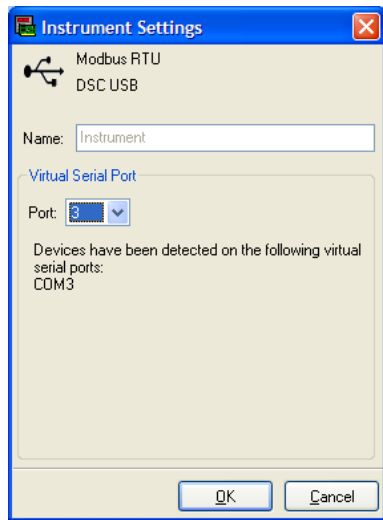 Instrument Settings
Modbus RTU
DSC USB
Name: Instrument
Virtual Serial Port
Port: 3
Devices have been detected on the following virtual
serial ports:
COM3
OK Cancel